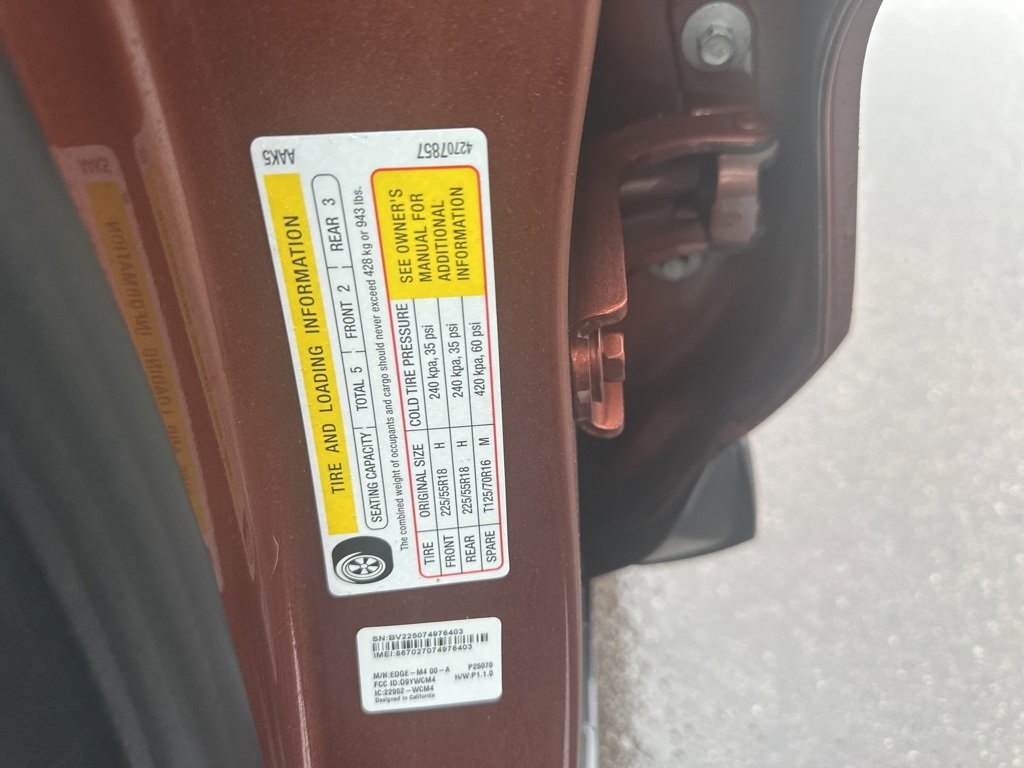 AAK5
42707857
TIRE AND LOADING INFORMATION
SEATING CAPACITY TOTAL 5 FRONT 2 REAR 3
The combined weight of occupants and cargo should never exceed 428 kg or 943 lbs.
TIRE ORIGINAL SIZE COLD TIRE PRESSURE
FRONT 225/55R18 H 240 kpa, 35 psi
REAR 225/55R18 H 240 kpa, 35 psi
SPARE T125/70R16 M 420 kpa, 60 psi
SEE OWNER'S
MANUAL FOR
ADDITIONAL
INFORMATION
SN:BV225074976403
IMEI:867027074976403
M/N:EDGE-M4 00-A P25070
FCC ID:O9YWCM4 H/W:P1.1.0
IC:22952-WCM4
Designed in California